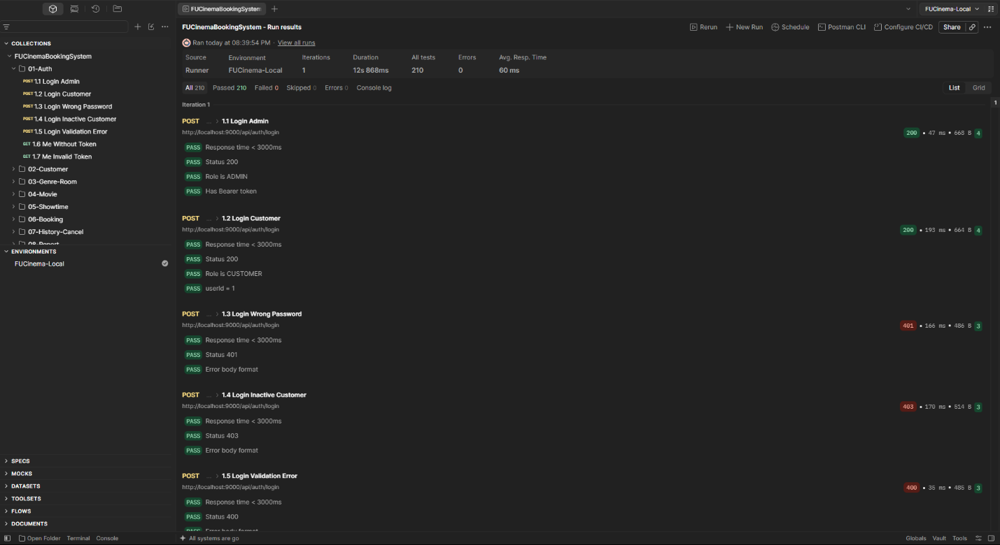 FUCinemaBookingSystem
FUCinema-Local
COLLECTIONS
FUCinemaBookingSystem
01-Auth
POST 1.1 Login Admin
POST 1.2 Login Customer
POST 1.3 Login Wrong Password
POST 1.4 Login Inactive Customer
POST 1.5 Login Validation Error
GET 1.6 Me Without Token
GET 1.7 Me Invalid Token
02-Customer
03-Genre-Room
04-Movie
05-Showtime
06-Booking
07-History-Cancel
08-Report
ENVIRONMENTS
FUCinema-Local
SPECS
MOCKS
DATASETS
TOOLSETS
FLOWS
DOCUMENTS
FUCinemaBookingSystem - Run results
Rerun New Run Schedule Postman CLI Configure CI/CD Share
Ran today at 08:39:54 PM · View all runs
Source Environment Iterations Duration All tests Errors Avg. Resp. Time
Runner FUCinema-Local 1 12s 868ms 210 0 60 ms
All 210 Passed 210 Failed 0 Skipped 0 Errors 0 Console log List Grid
Iteration 1
1
POST ... > 1.1 Login Admin
http://localhost:9000/api/auth/login 200 • 47 ms • 668 B 4
PASS Response time < 3000ms
PASS Status 200
PASS Role is ADMIN
PASS Has Bearer token
POST ... > 1.2 Login Customer
http://localhost:9000/api/auth/login 200 • 193 ms • 664 B 4
PASS Response time < 3000ms
PASS Status 200
PASS Role is CUSTOMER
PASS userId = 1
POST ... > 1.3 Login Wrong Password
http://localhost:9000/api/auth/login 401 • 166 ms • 486 B 3
PASS Response time < 3000ms
PASS Status 401
PASS Error body format
POST ... > 1.4 Login Inactive Customer
http://localhost:9000/api/auth/login 403 • 170 ms • 514 B 3
PASS Response time < 3000ms
PASS Status 403
PASS Error body format
POST ... > 1.5 Login Validation Error
http://localhost:9000/api/auth/login 400 • 35 ms • 485 B 3
PASS Response time < 3000ms
PASS Status 400
PASS Error body format
Open Folder Terminal Console All systems are go Globals Vault Tools